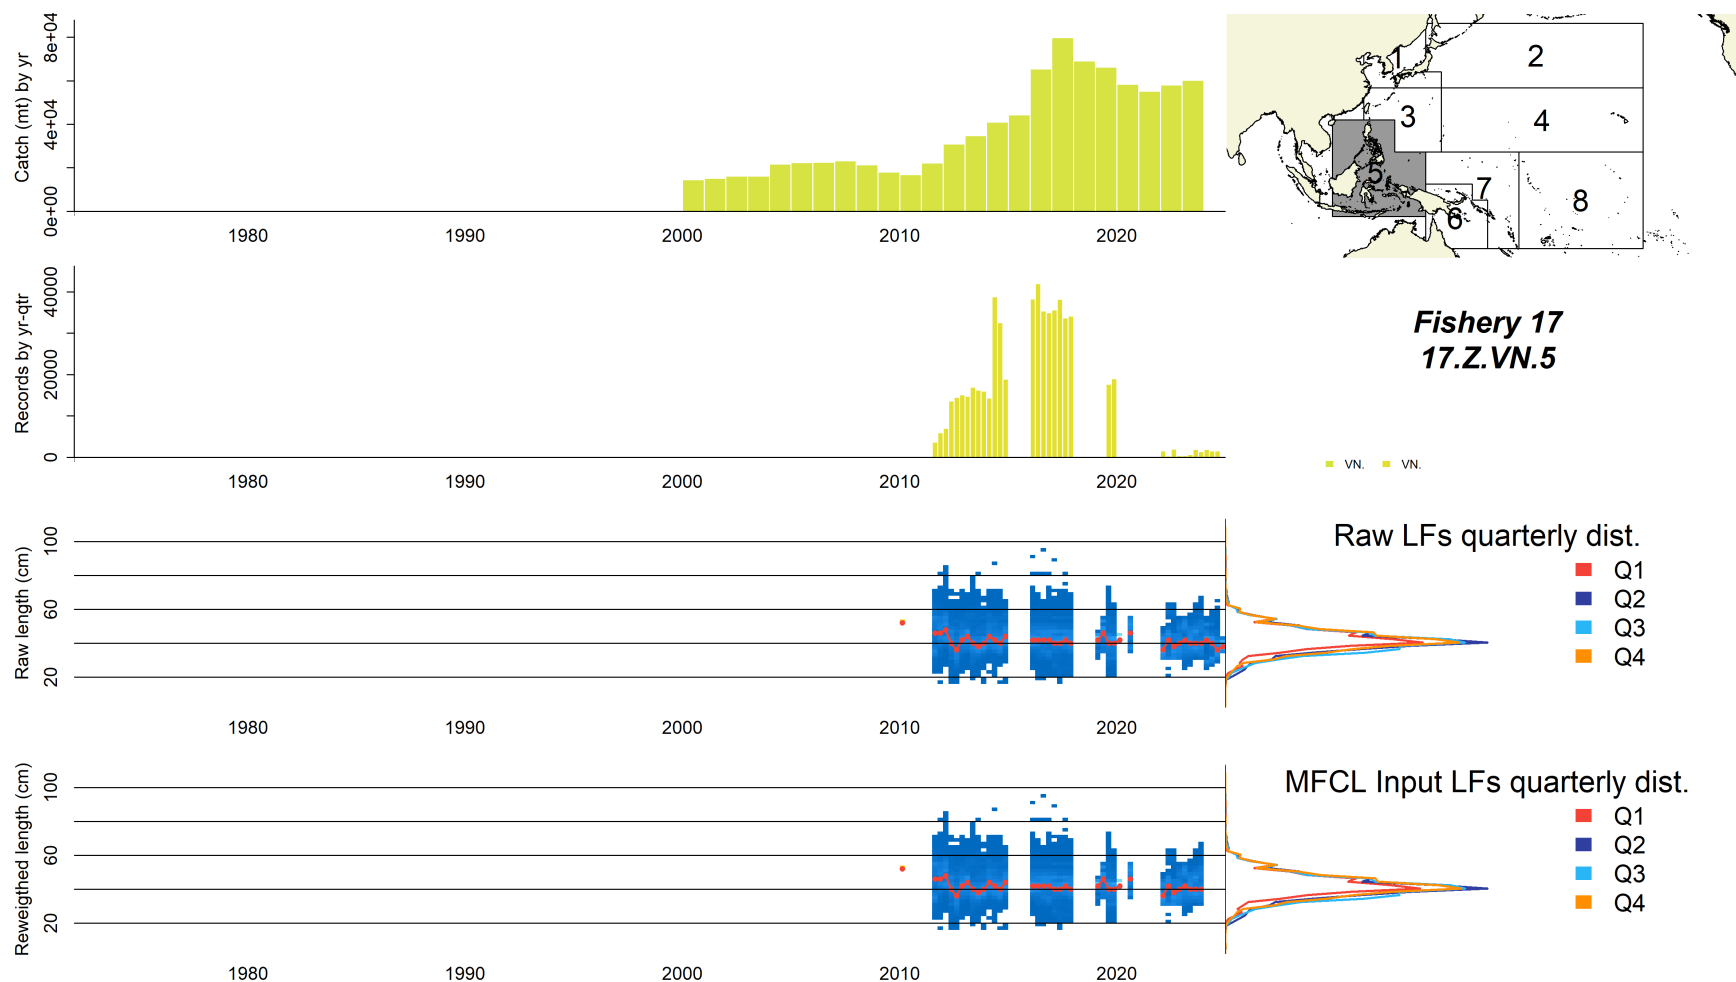 Catch (mt) by yr
0e+00
4e+04
8e+04
1980
1990
2000
2010
2020
1
2
3
4
5
6
7
8
Fishery 17
17.Z.VN.5
Records by yr-qtr
0
20000
40000
1980
1990
2000
2010
2020
VN.
VN.
Raw length (cm)
20
60
100
1980
1990
2000
2010
2020
Raw LFs quarterly dist.
Q1
Q2
Q3
Q4
Reweigthed length (cm)
20
60
100
1980
1990
2000
2010
2020
MFCL Input LFs quarterly dist.
Q1
Q2
Q3
Q4